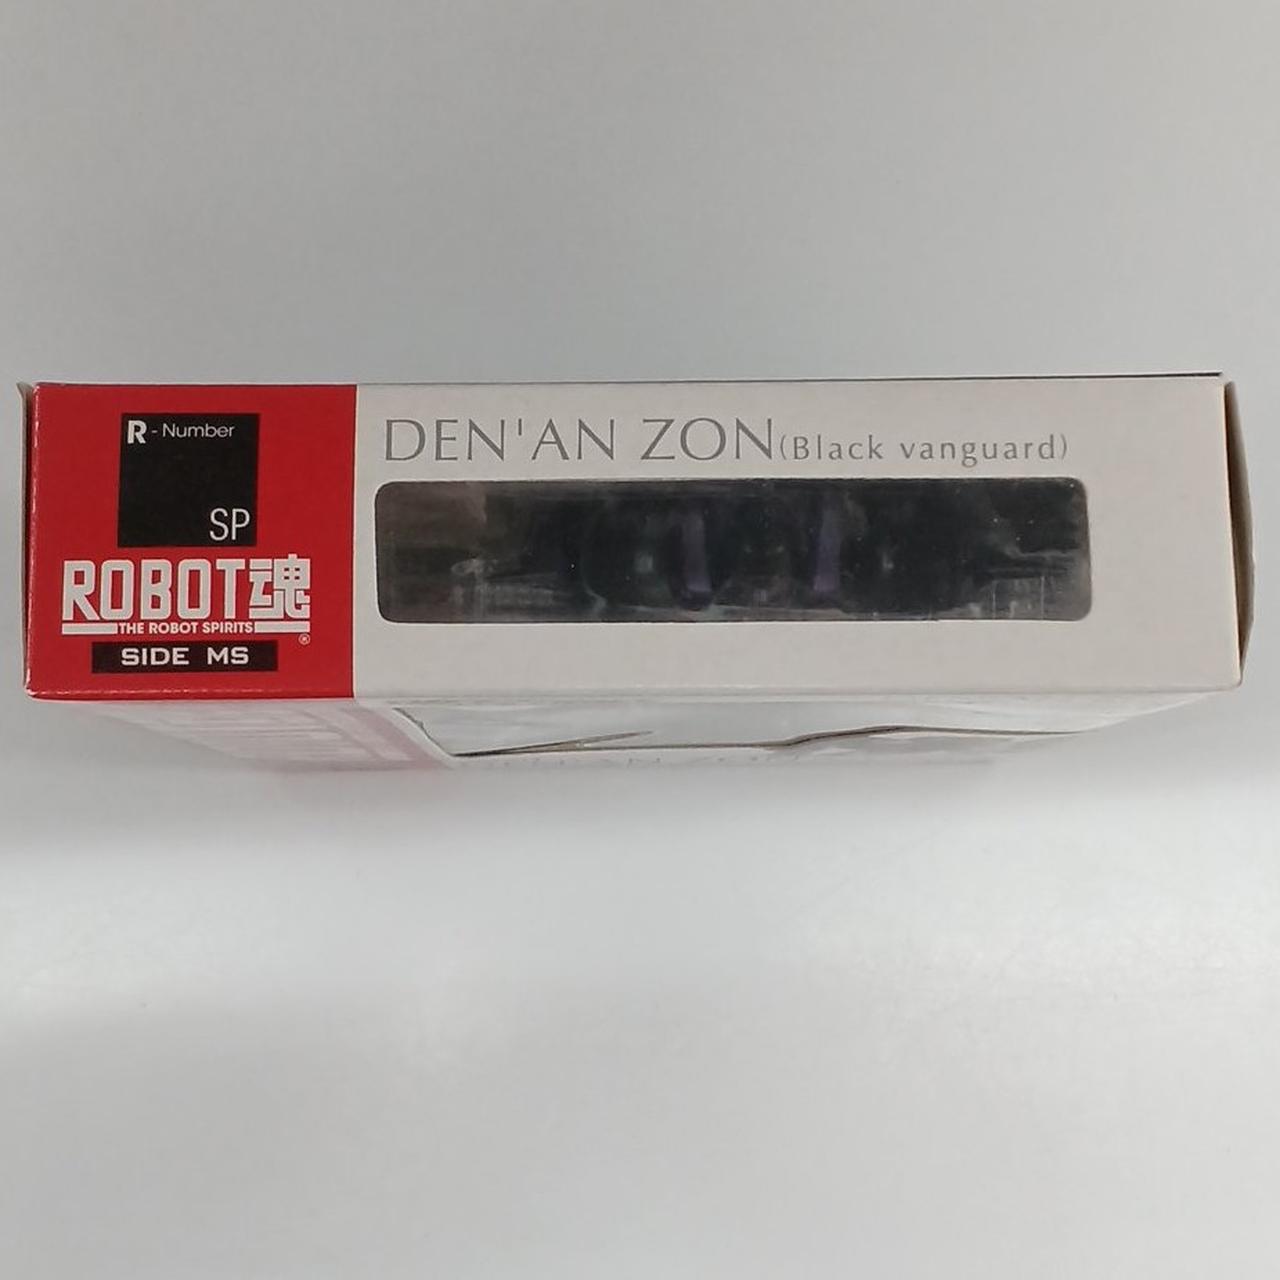 R - Number
SP
ROBOT魂
THE ROBOT SPIRITS
®
SIDE MS
DEN'AN ZON(Black vanguard)